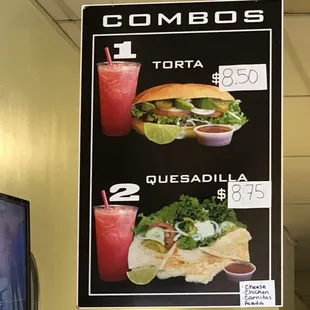 COMBOS
1
TORTA
$8.50
2
QUESADILLA
$8.75
Cheese
Chicken
Carnitas